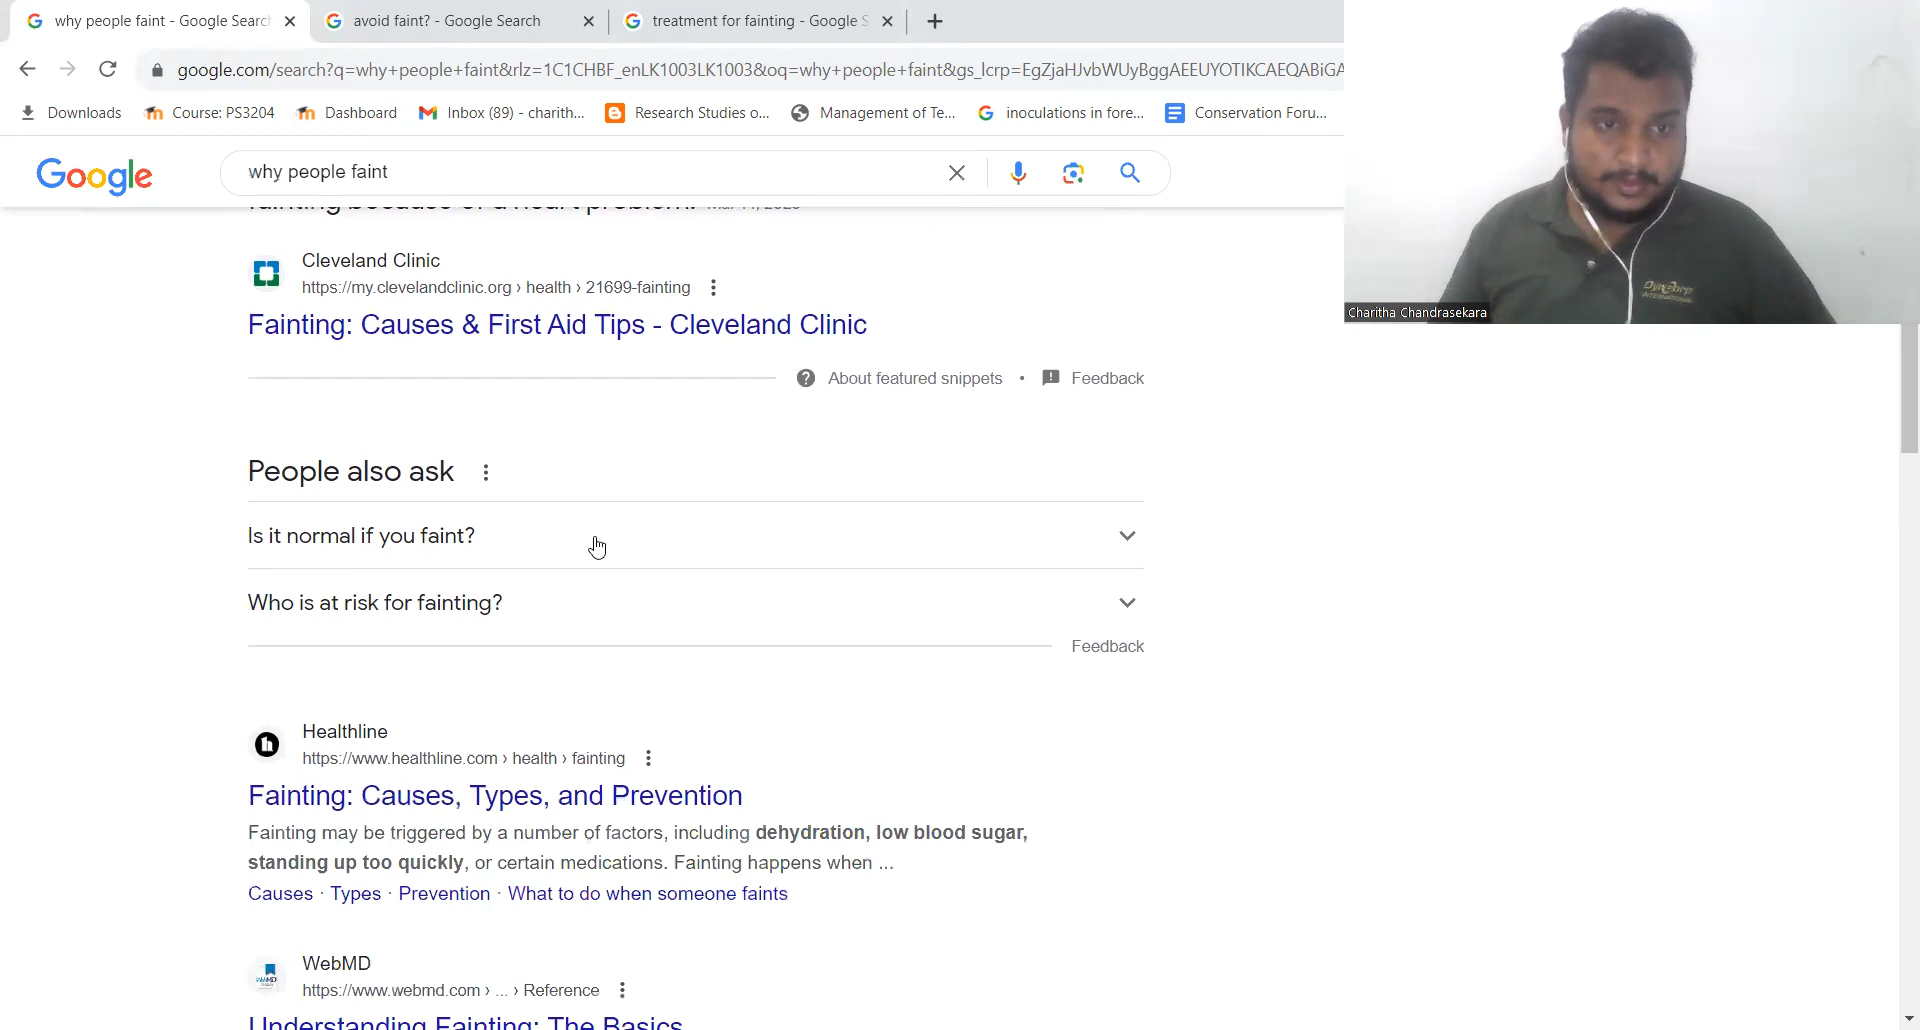 why people faint - Google Search
avoid faint? - Google Search
treatment for fainting - Google S
google.com/search?q=why+people+faint&rlz=1C1CHBF_enLK1003LK1003&oq=why+people+faint&gs_lcrp=EgZjaHJvbWUyBggAEEUYOTIKCAEQABiGA
Downloads Course: PS3204 Dashboard Inbox (89) - charith... Research Studies o... Management of Te... inoculations in fore... Conservation Foru...
Google why people faint
fainting because of a heart problem.
Cleveland Clinic
https://my.clevelandclinic.org › health › 21699-fainting
Fainting: Causes & First Aid Tips - Cleveland Clinic
About featured snippets • Feedback
People also ask
Is it normal if you faint?
Who is at risk for fainting?
Feedback
Healthline
https://www.healthline.com › health › fainting
Fainting: Causes, Types, and Prevention
Fainting may be triggered by a number of factors, including dehydration, low blood sugar,
standing up too quickly, or certain medications. Fainting happens when ...
Causes · Types · Prevention · What to do when someone faints
WebMD
https://www.webmd.com › ... › Reference
Understanding Fainting: The Basics
DynCorp
INTERNATIONAL
Charitha Chandrasekara